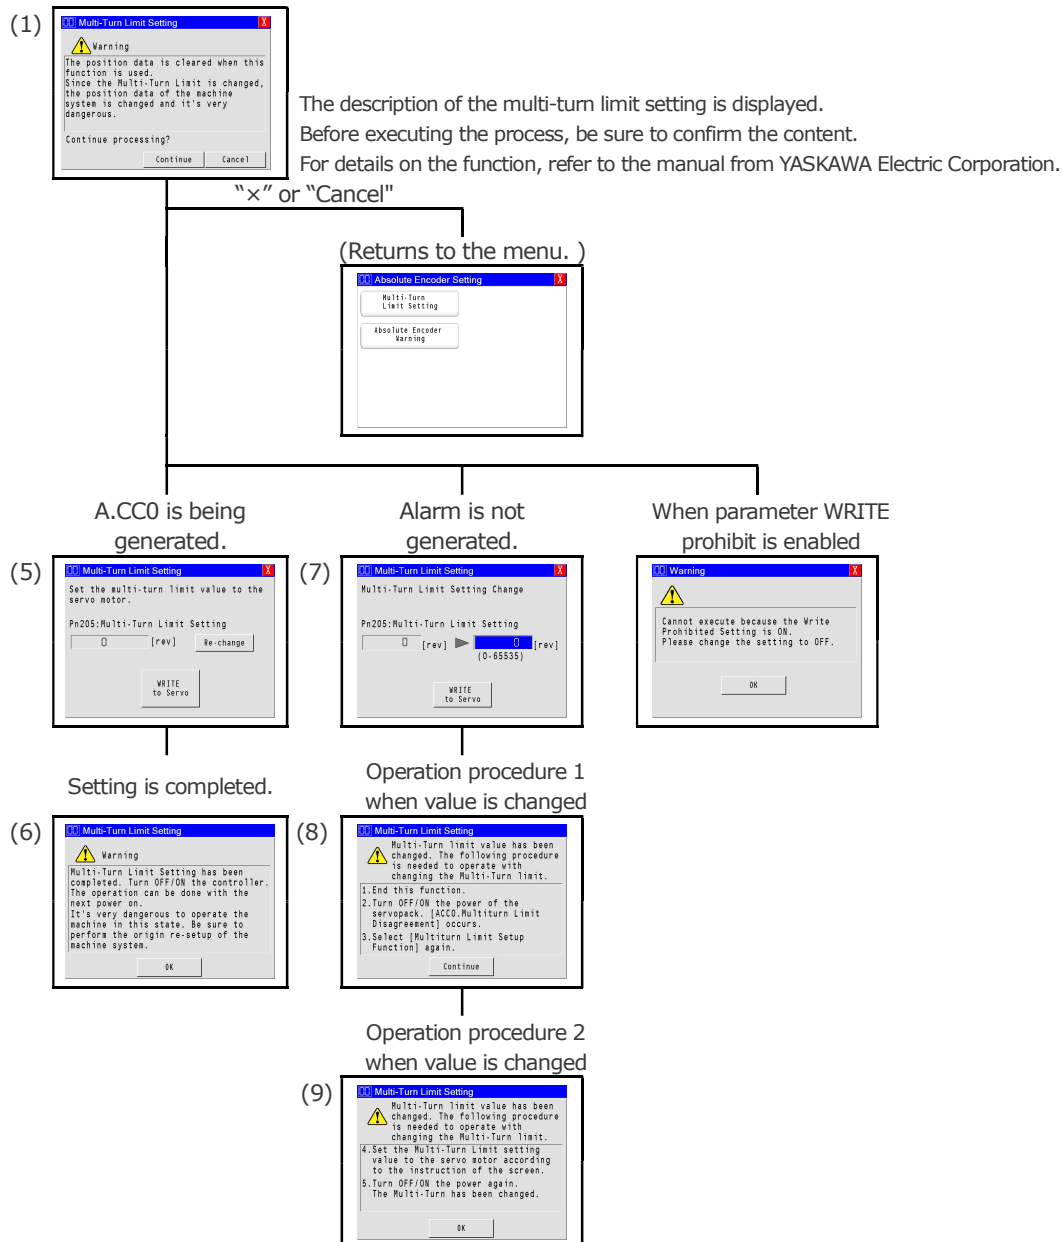 (1)
Multi-Turn Limit Setting X
Warning
The position data is cleared when this
function is used.
Since the Multi-Turn Limit is changed,
the position data of the machine
system is changed and it's very
dangerous.
Continue processing?
Continue Cancel
The description of the multi-turn limit setting is displayed.
Before executing the process, be sure to confirm the content.
For details on the function, refer to the manual from YASKAWA Electric Corporation.
“×” or “Cancel"
(Returns to the menu. )
Absolute Encoder Setting X
Multi-Turn
Limit Setting
Absolute Encoder
Warning
A.CC0 is being
generated.
(5)
Multi-Turn Limit Setting X
Set the multi-turn limit value to the
servo motor.
Pn205:Multi-Turn Limit Setting
0 [rev] Re-change
WRITE
to Servo
Alarm is not
generated.
(7)
Multi-Turn Limit Setting X
Multi-Turn Limit Setting Change
Pn205:Multi-Turn Limit Setting
0 [rev] 0 [rev]
(0-65535)
WRITE
to Servo
When parameter WRITE
prohibit is enabled
Warning X
Cannot execute because the Write
Prohibited Setting is ON.
Please change the setting to OFF.
OK
Setting is completed.
(6)
Multi-Turn Limit Setting
Warning
Multi-Turn Limit Setting has been
completed. Turn OFF/ON the controller.
The operation can be done with the
next power on.
It's very dangerous to operate the
machine in this state. Be sure to
perform the origin re-setup of the
machine system.
OK
Operation procedure 1
when value is changed
(8)
Multi-Turn Limit Setting
Multi-Turn limit value has been
changed. The following procedure
is needed to operate with
changing the Multi-Turn limit.
1.End this function.
2.Turn OFF/ON the power of the
servopack. [ACC0.Multiturn Limit
Disagreement] occurs.
3.Select [Multiturn Limit Setup
Function] again.
Continue
Operation procedure 2
when value is changed
(9)
Multi-Turn Limit Setting
Multi-Turn limit value has been
changed. The following procedure
is needed to operate with
changing the Multi-Turn limit.
4.Set the Multi-Turn Limit setting
value to the servo motor according
to the instruction of the screen.
5.Turn OFF/ON the power again.
The Multi-Turn has been changed.
OK